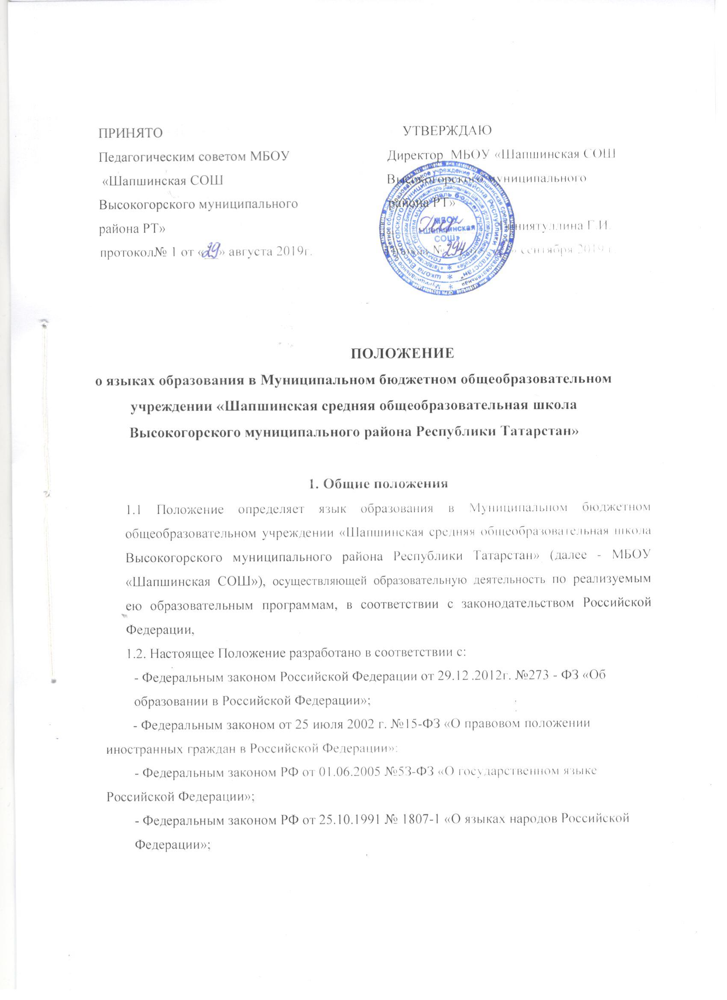 ПРИНЯТО
Педагогическим советом МБОУ
«Шапшинская СОШ
Высокогорского муниципального
района РТ»
протокол№ 1 от «29» августа 2019г.
УТВЕРЖДАЮ
Директор МБОУ «Шапшинская СОШ
Высокогорского муниципального
района РТ»
Г.И.
№ 294 сентября 2019 г.
МБОУ
«Шапшинская
СОШ»
ПОЛОЖЕНИЕ
о языках образования в Муниципальном бюджетном общеобразовательном
учреждении «Шапшинская средняя общеобразовательная школа
Высокогорского муниципального района Республики Татарстан»
1. Общие положения
1.1 Положение определяет язык образования в Муниципальном бюджетном
общеобразовательном учреждении «Шапшинская средняя общеобразовательная школа
Высокогорского муниципального района Республики Татарстан» (далее - МБОУ
«Шапшинская СОШ»), осуществляющей образовательную деятельность по реализуемым
ею образовательным программам, в соответствии с законодательством Российской
Федерации,
1.2. Настоящее Положение разработано в соответствии с:
- Федеральным законом Российской Федерации от 29.12 .2012г. №273 - ФЗ «Об
образовании в Российской Федерации»;
- Федеральным законом от 25 июля 2002 г. №15-ФЗ «О правовом положении
иностранных граждан в Российской Федерации»:
- Федеральным законом РФ от 01.06.2005 №53-ФЗ «О государственном языке
Российской Федерации»;
- Федеральным законом РФ от 25.10.1991 № 1807-1 «О языках народов Российской
Федерации»;